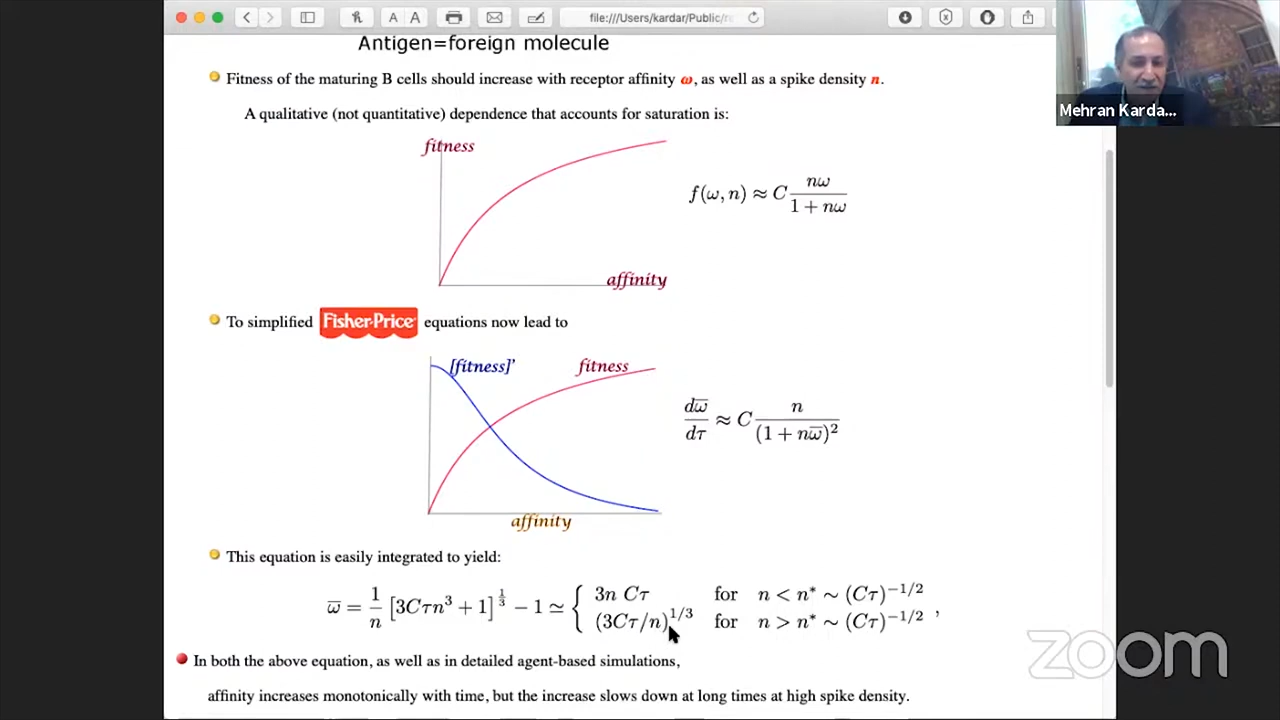 file:///Users/kardar/Public/
Mehran Karda...
Antigen=foreign molecule
Fitness of the maturing B cells should increase with receptor affinity ω, as well as a spike density n.
A qualitative (not quantitative) dependence that accounts for saturation is:
fitness
f(ω, n) ≈ C nω / 1 + nω
affinity
To simplified Fisher-Price equations now lead to
[fitness]' fitness
dω̅ / dτ ≈ C n / (1 + nω̅)²
affinity
This equation is easily integrated to yield:
ω̅ = 1/n [3Cτn³ + 1]^{1/3} − 1 ≃ { 3n Cτ for n < n* ∼ (Cτ)^{−1/2}
(3Cτ/n)^{1/3} for n > n* ∼ (Cτ)^{−1/2} ,
In both the above equation, as well as in detailed agent-based simulations,
affinity increases monotonically with time, but the increase slows down at long times at high spike density.
zoom